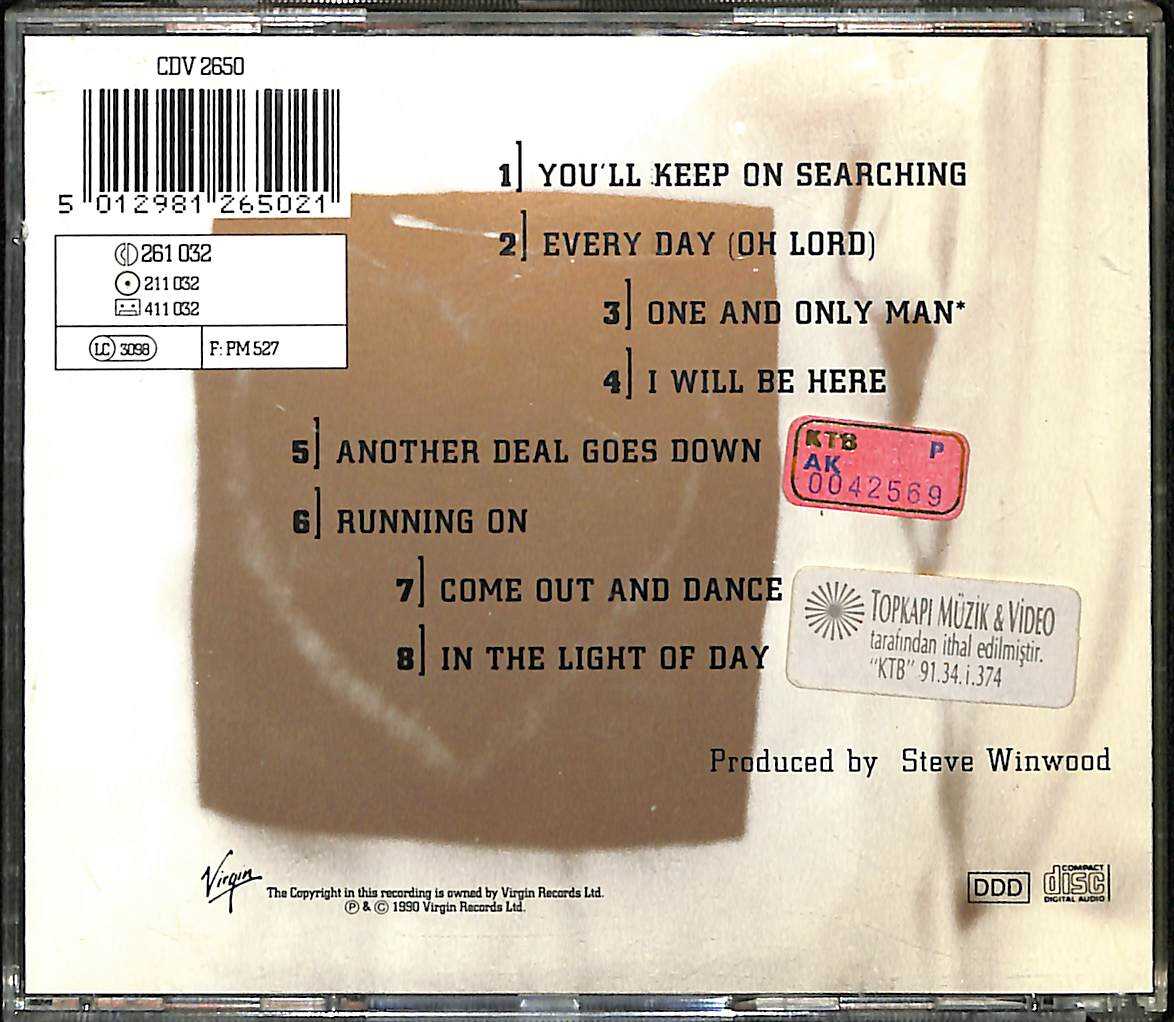 CDV 2650
5 012981 265021
261 032
211 032
411 032
LC 3098
F: PM 527
1] YOU'LL KEEP ON SEARCHING
2] EVERY DAY (OH LORD)
3] ONE AND ONLY MAN*
4] I WILL BE HERE
5] ANOTHER DEAL GOES DOWN
6] RUNNING ON
7] COME OUT AND DANCE
8] IN THE LIGHT OF DAY
KTB P
AK
0042569
TOPKAPI MÜZİK & VİDEO
tarafından ithal edilmiştir.
"KTB" 91.34.i.374
Produced by Steve Winwood
Virgin
The Copyright in this recording is owned by Virgin Records Ltd.
Ⓟ & © 1990 Virgin Records Ltd.
DDD
COMPACT
disc
DIGITAL AUDIO